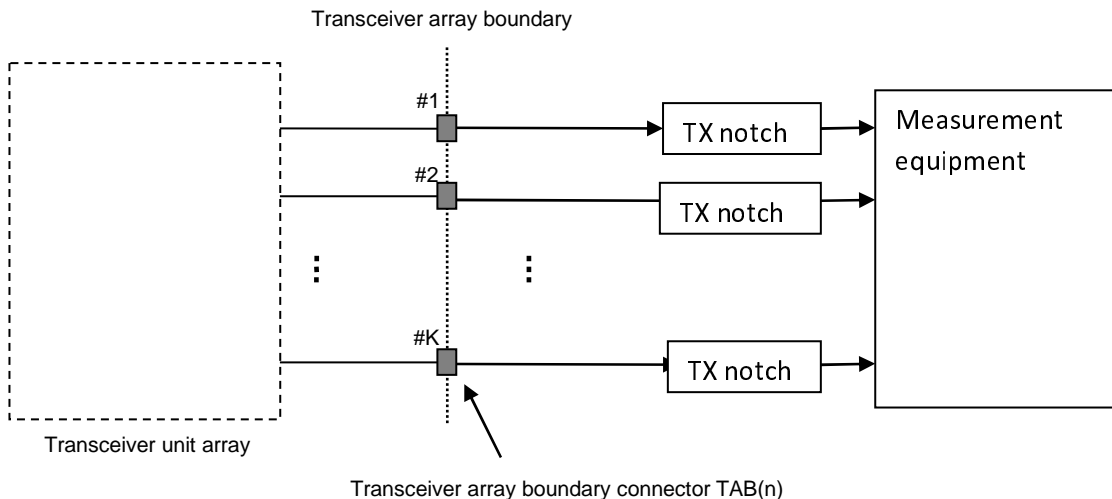 Transceiver array boundary
#1
TX notch
Measurement
equipment
#2
TX notch
...
...
#K
TX notch
Transceiver unit array
Transceiver array boundary connector TAB(n)